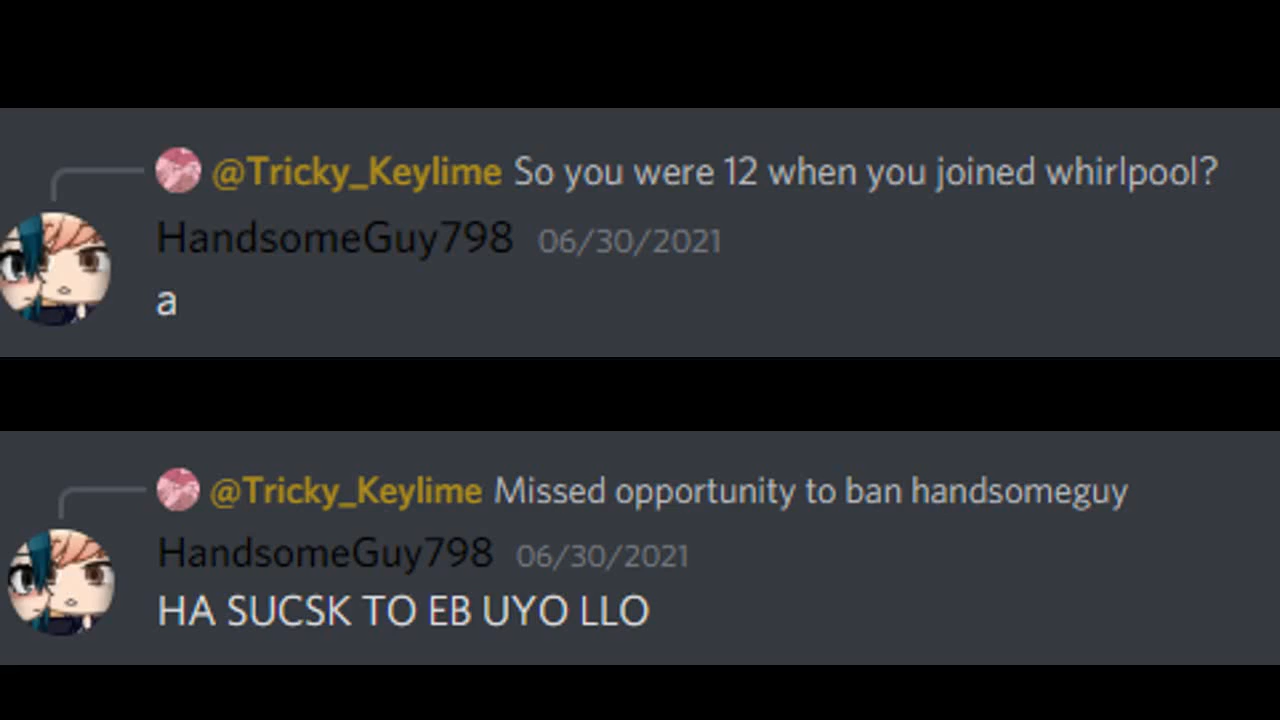 @Tricky_Keylime So you were 12 when you joined whirlpool?
HandsomeGuy798 06/30/2021
a
@Tricky_Keylime Missed opportunity to ban handsomeguy
HandsomeGuy798 06/30/2021
HA SUCSK TO EB UYO LLO